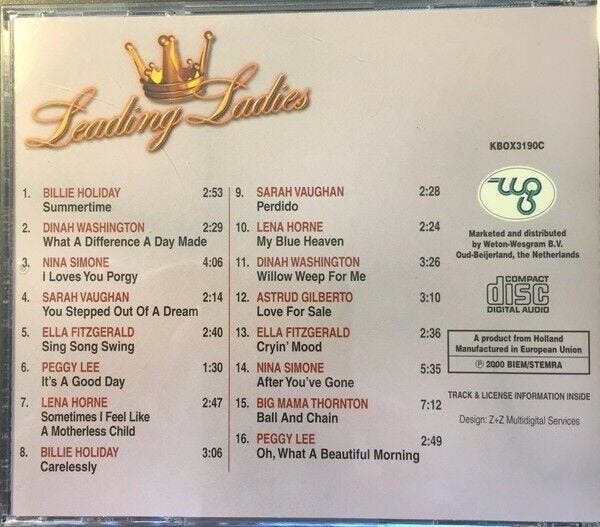 Leading Ladies
1. BILLIE HOLIDAY 2:53
Summertime
2. DINAH WASHINGTON 2:29
What A Difference A Day Made
3. NINA SIMONE 4:06
I Loves You Porgy
4. SARAH VAUGHAN 2:14
You Stepped Out Of A Dream
5. ELLA FITZGERALD 2:40
Sing Song Swing
6. PEGGY LEE 1:30
It's A Good Day
7. LENA HORNE 2:47
Sometimes I Feel Like
A Motherless Child
8. BILLIE HOLIDAY 3:06
Carelessly
9. SARAH VAUGHAN 2:28
Perdido
10. LENA HORNE 2:24
My Blue Heaven
11. DINAH WASHINGTON 3:26
Willow Weep For Me
12. ASTRUD GILBERTO 3:10
Love For Sale
13. ELLA FITZGERALD 2:36
Cryin' Mood
14. NINA SIMONE 5:35
After You've Gone
15. BIG MAMA THORNTON 7:12
Ball And Chain
16. PEGGY LEE 2:49
Oh, What A Beautiful Morning
KBOX3190C
WG
Marketed and distributed
by Weton-Wesgram B.V.
Oud-Beijerland, the Netherlands
COMPACT
disc
DIGITAL AUDIO
A product from Holland
Manufactured in European Union
℗ 2000 BIEM/STEMRA
TRACK & LICENSE INFORMATION INSIDE
Design: Z+Z Multidigital Services